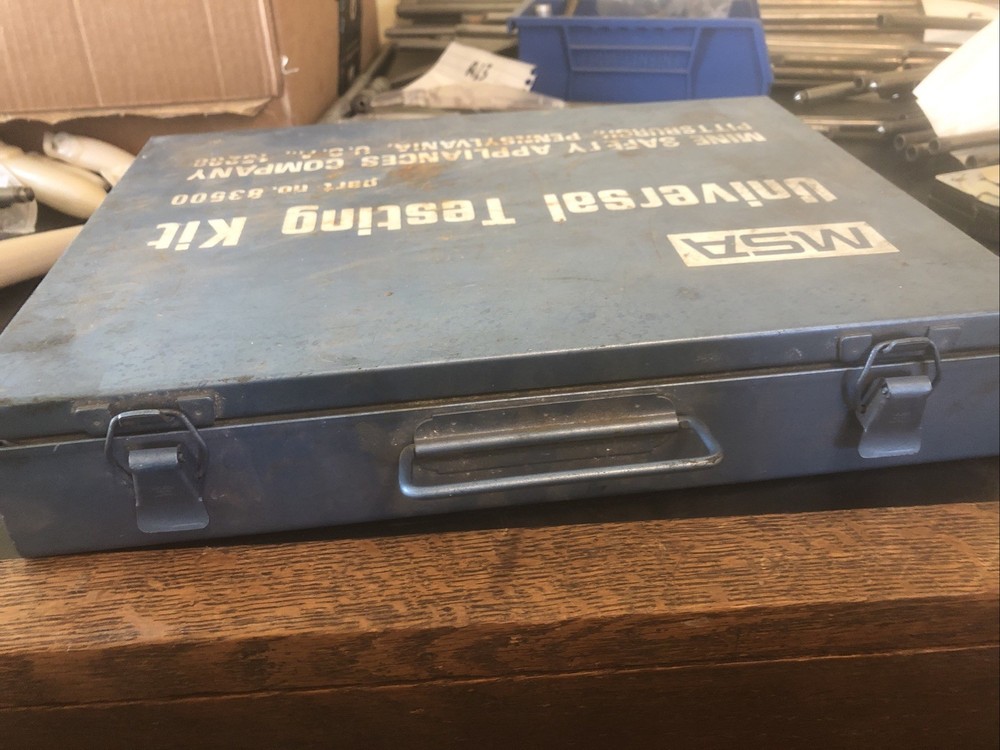 MSA
Universal Testing Kit
part no. 83500
MINE SAFETY APPLIANCES COMPANY
PITTSBURGH, PENNSYLVANIA, U.S.A. 15208